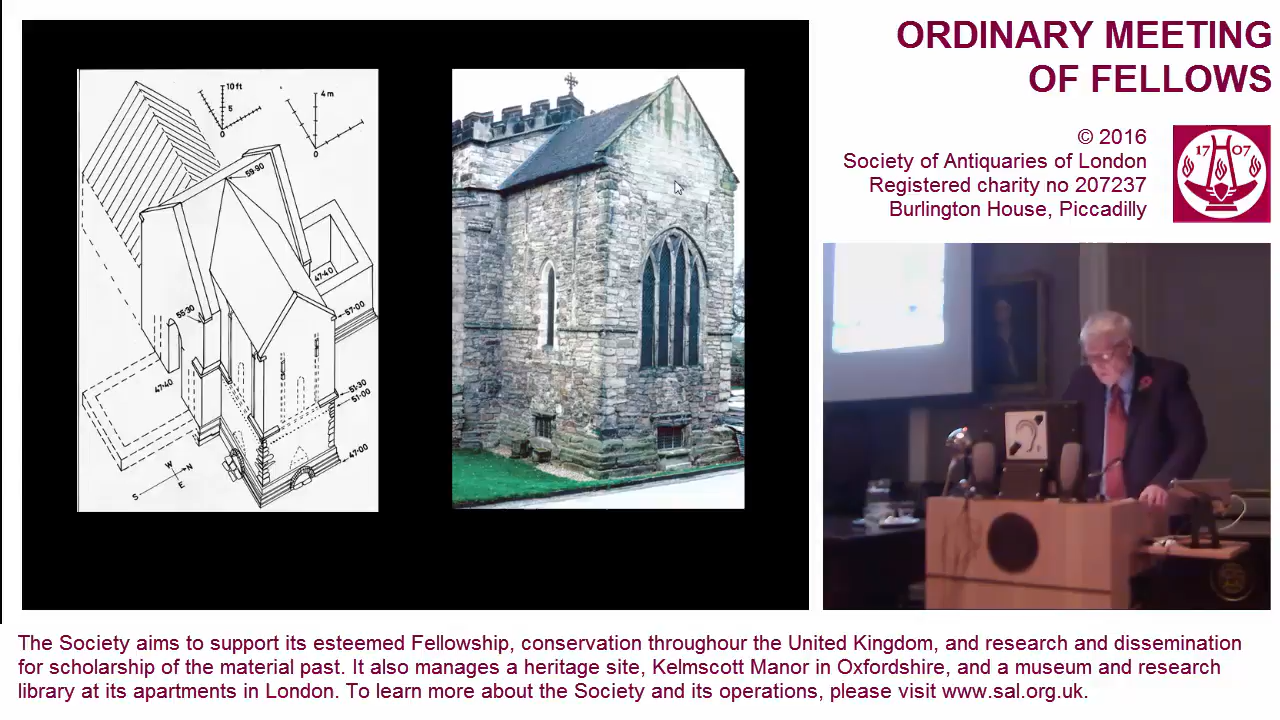 ORDINARY MEETING
OF FELLOWS
© 2016
Society of Antiquaries of London
Registered charity no 207237
Burlington House, Piccadilly
17 07
10 ft
5
0
4 m
0
59·90
47·40
57·00
55·30
47·40
51·30
51·00
47·00
W
N
S
E
The Society aims to support its esteemed Fellowship, conservation throughour the United Kingdom, and research and dissemination
for scholarship of the material past. It also manages a heritage site, Kelmscott Manor in Oxfordshire, and a museum and research
library at its apartments in London. To learn more about the Society and its operations, please visit www.sal.org.uk.